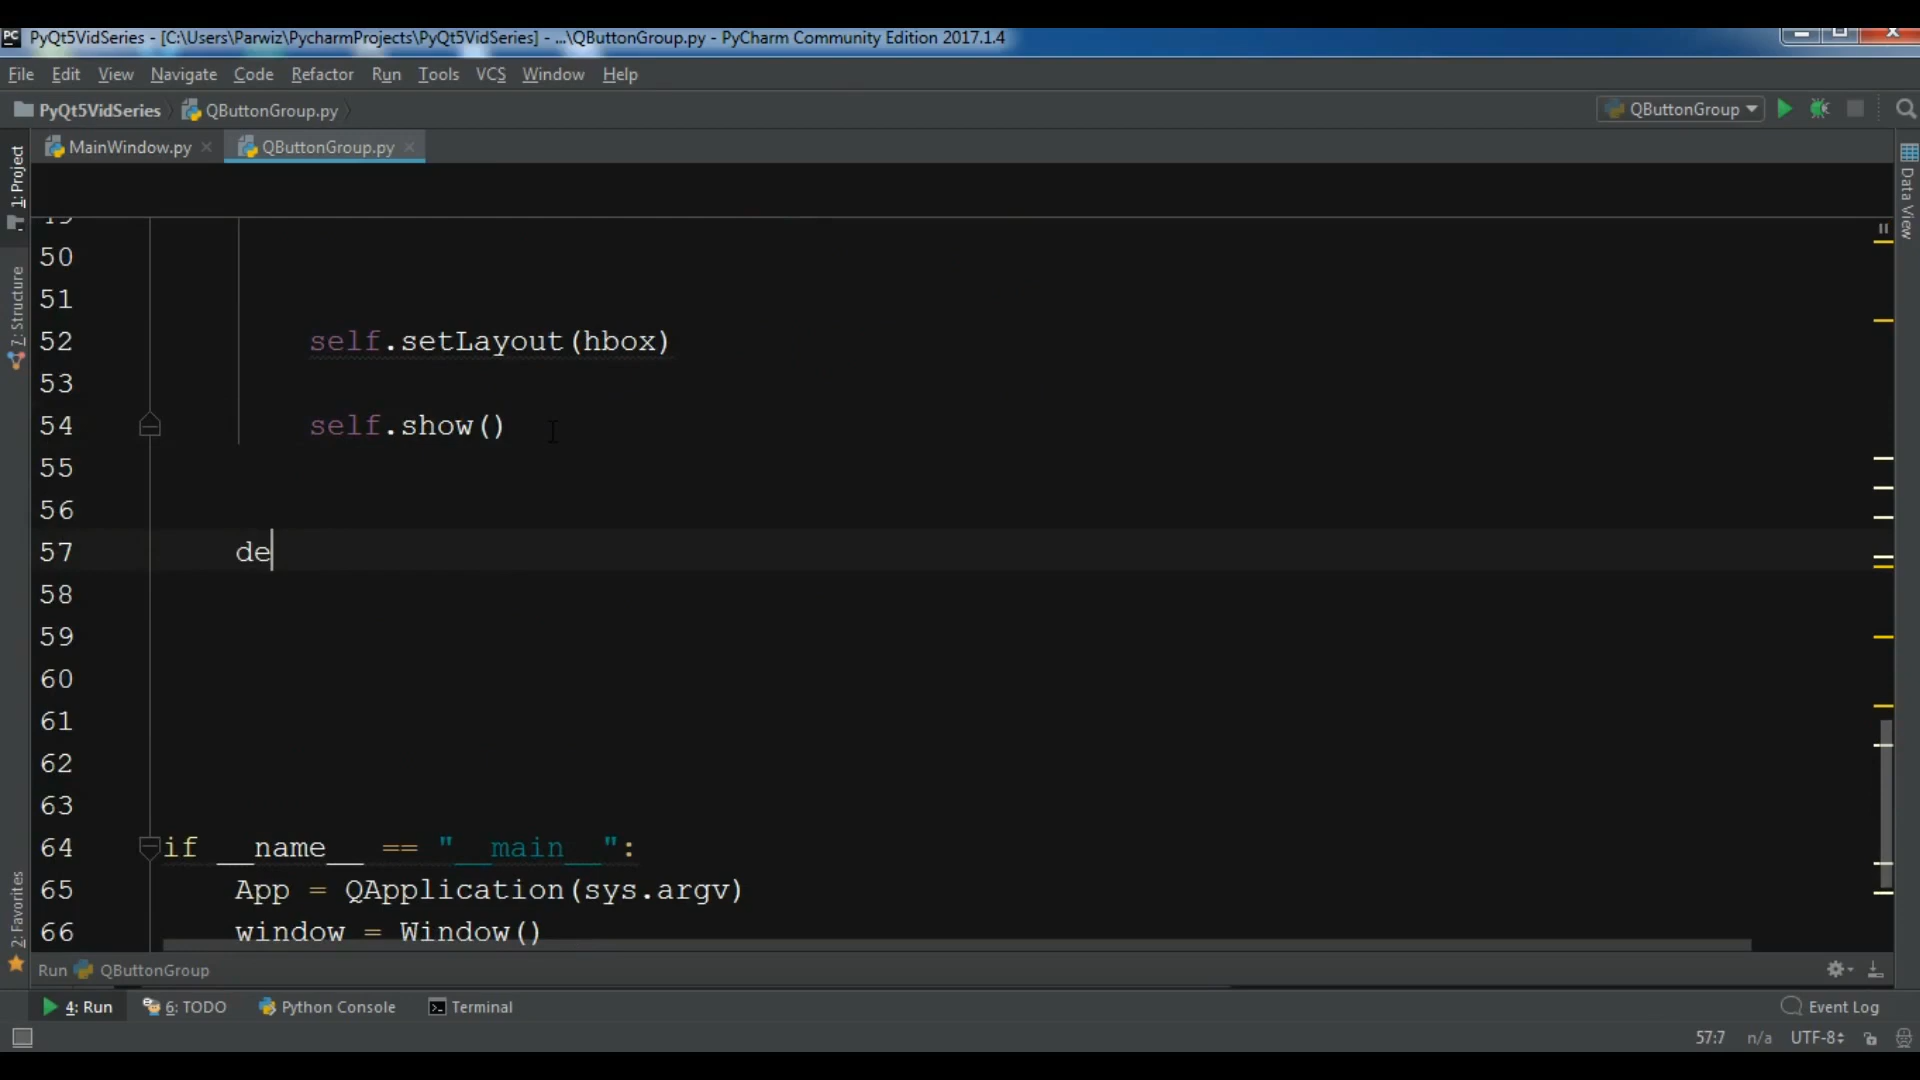 PC PyQt5VidSeries - [C:\Users\Parwiz\PycharmProjects\PyQt5VidSeries] - ...\QButtonGroup.py - PyCharm Community Edition 2017.1.4
File Edit View Navigate Code Refactor Run Tools VCS Window Help
PyQt5VidSeries QButtonGroup.py QButtonGroup
MainWindow.py QButtonGroup.py
1: Project
7: Structure
2: Favorites
Data View
50
51
52 self.setLayout(hbox)
53
54 self.show()
55
56
57 de
58
59
60
61
62
63
64 if __name__ == "__main__":
65 App = QApplication(sys.argv)
66 window = Window()
Run QButtonGroup
4: Run 6: TODO Python Console Terminal Event Log
57:7 n/a UTF-8